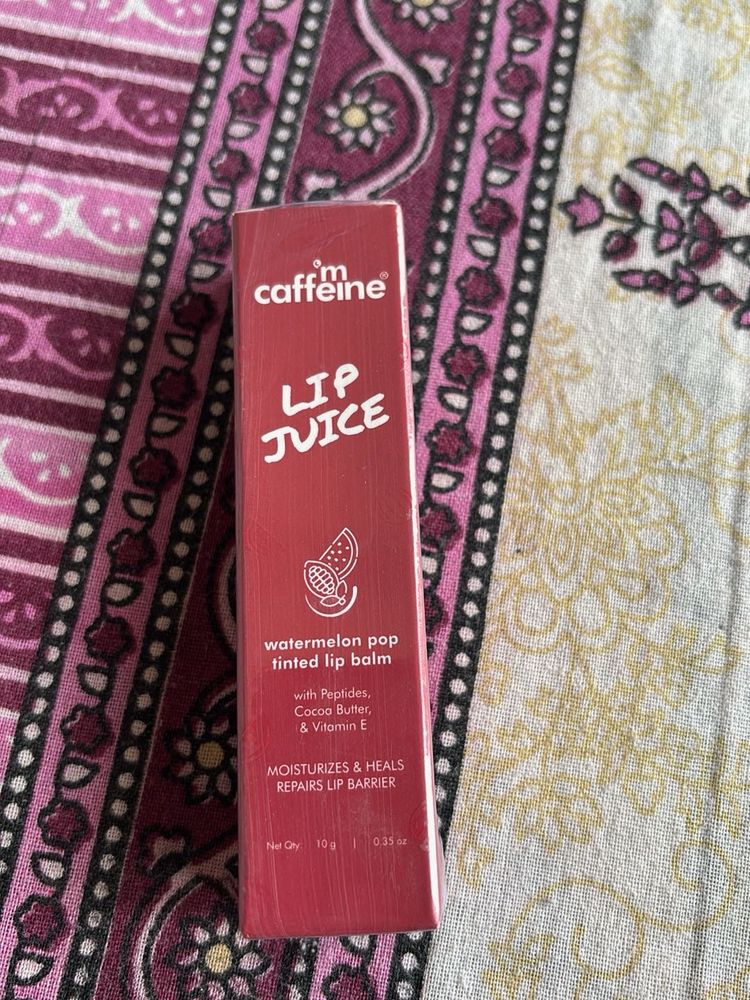 m
caffeine®
LIP
JUICE
watermelon pop
tinted lip balm
with Peptides,
Cocoa Butter,
& Vitamin E
MOISTURIZES & HEALS
REPAIRS LIP BARRIER
Net Qty: 10 g | 0.35 oz